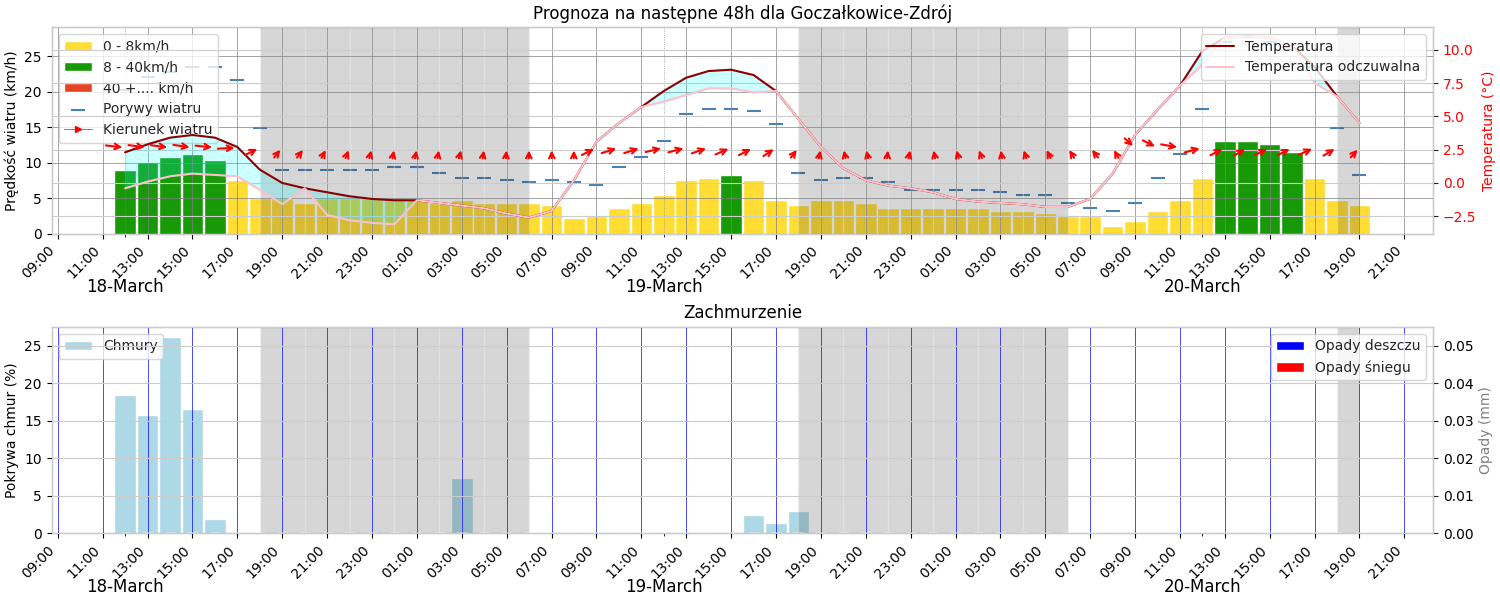 Prognoza na następne 48h dla Goczałkowice-Zdrój
Prędkość wiatru (km/h)
25
20
15
10
5
0
0 - 8km/h
8 - 40km/h
40 +.... km/h
Porywy wiatru
Kierunek wiatru
Temperatura
Temperatura odczuwalna
10.0
7.5
5.0
2.5
0.0
−2.5
Temperatura (°C)
09:00 11:00 13:00 15:00 17:00 19:00 21:00 23:00 01:00 03:00 05:00 07:00 09:00 11:00 13:00 15:00 17:00 19:00 21:00 23:00 01:00 03:00 05:00 07:00 09:00 11:00 13:00 15:00 17:00 19:00 21:00
18-March 19-March 20-March
Zachmurzenie
Pokrywa chmur (%)
25
20
15
10
5
0
Chmury
Opady deszczu
Opady śniegu
0.05
0.04
0.03
0.02
0.01
0.00
Opady (mm)
09:00 11:00 13:00 15:00 17:00 19:00 21:00 23:00 01:00 03:00 05:00 07:00 09:00 11:00 13:00 15:00 17:00 19:00 21:00 23:00 01:00 03:00 05:00 07:00 09:00 11:00 13:00 15:00 17:00 19:00 21:00
18-March 19-March 20-March